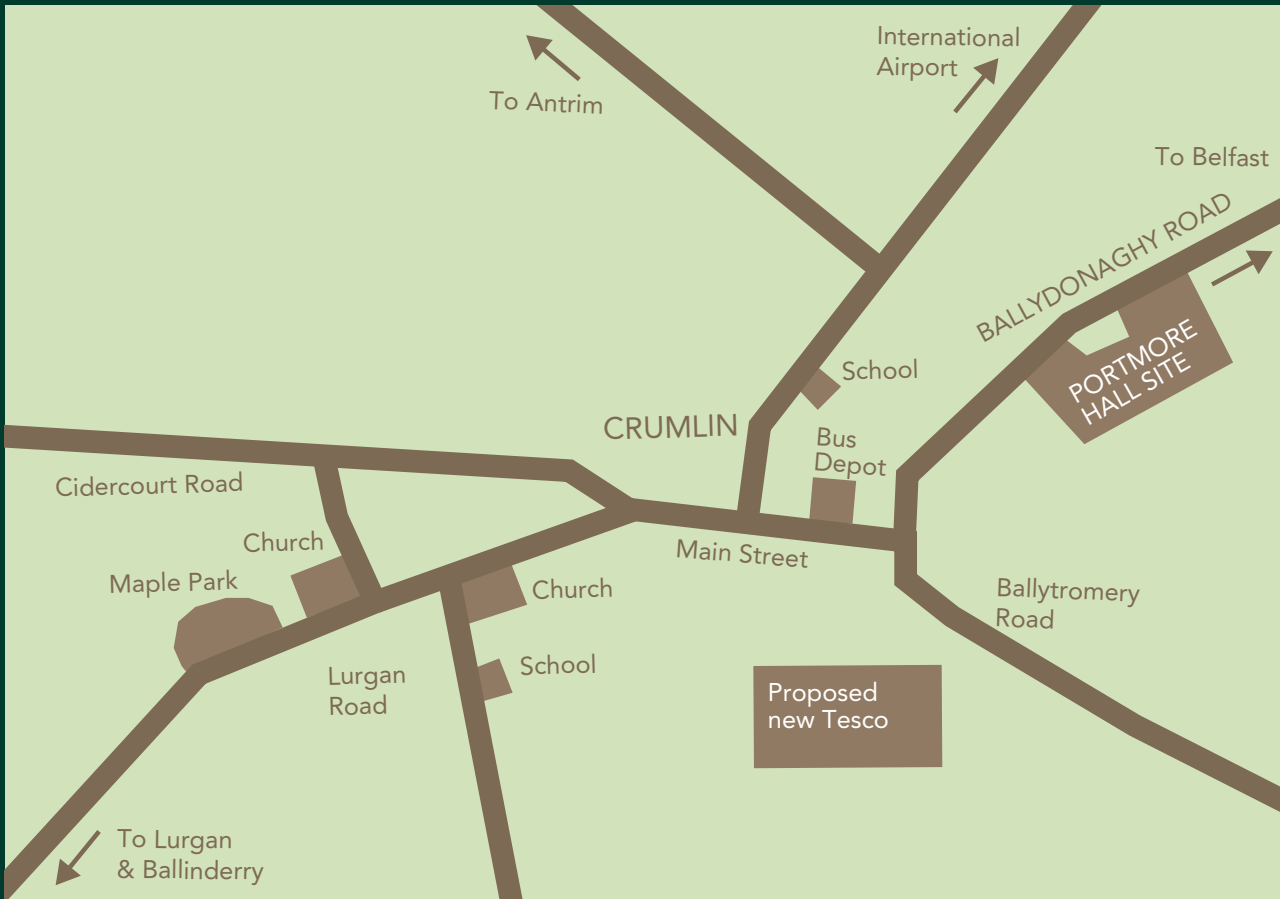 International
Airport
To Antrim
To Belfast
BALLYDONAGHY ROAD
PORTMORE
HALL SITE
School
CRUMLIN
Bus
Depot
Cidercourt Road
Church
Main Street
Maple Park
Church
Ballytromery
Road
School
Lurgan
Road
Proposed
new Tesco
To Lurgan
& Ballinderry